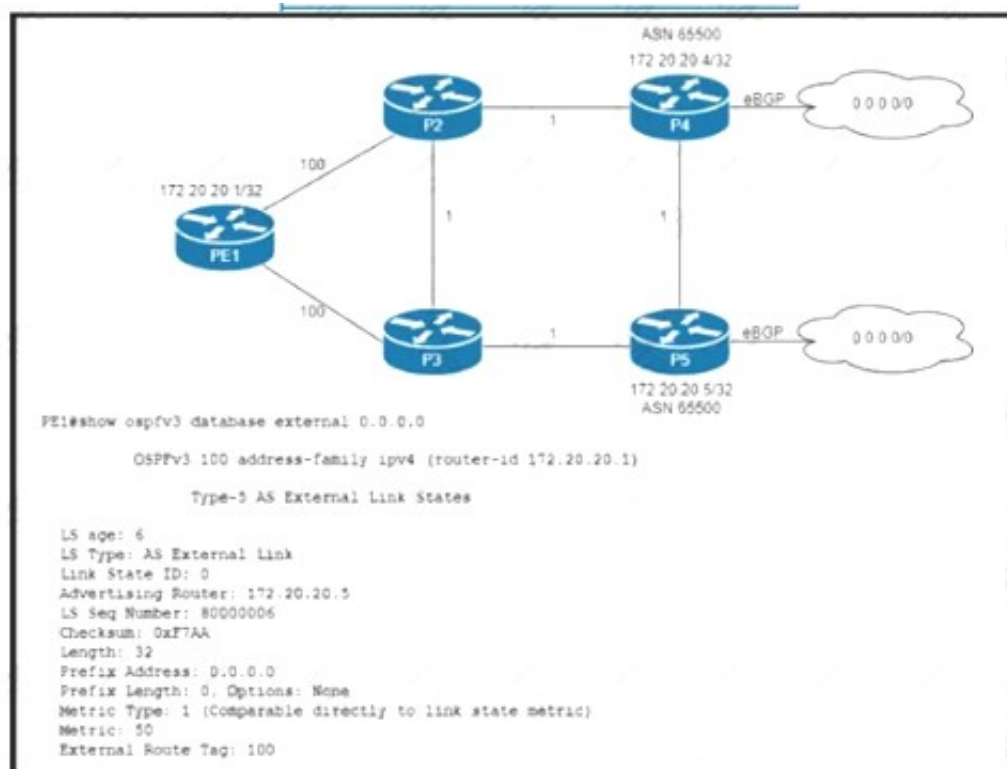 ASN 65500
172 20 20 4/32
P2
1
P4
eBGP
0 0 0 0/0
100
172 20 20 1/32
PE1
1
1
100
P3
1
P5
eBGP
0 0 0 0/0
172 20 20 5/32
ASN 65500
PE1#show ospfv3 database external 0.0.0.0
OSPFv3 100 address-family ipv4 (router-id 172.20.20.1)
Type-5 AS External Link States
LS age: 6
LS Type: AS External Link
Link State ID: 0
Advertising Router: 172.20.20.5
LS Seq Number: 80000006
Checksum: 0xF7AA
Length: 32
Prefix Address: 0.0.0.0
Prefix Length: 0, Options: None
Metric Type: 1 (Comparable directly to link state metric)
Metric: 50
External Route Tag: 100